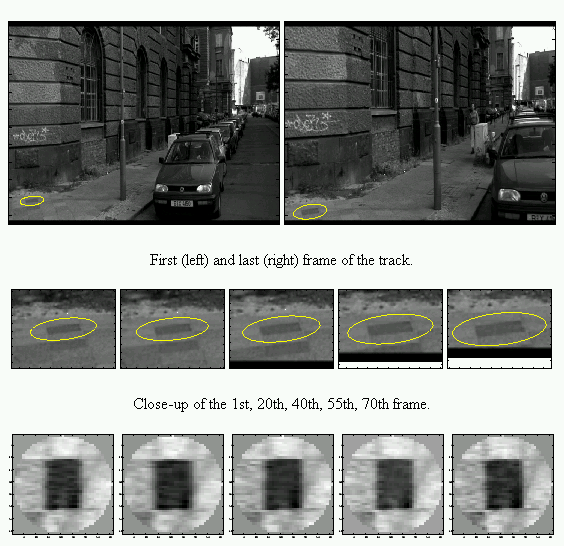 First (left) and last (right) frame of the track.
Close-up of the 1st, 20th, 40th, 55th, 70th frame.